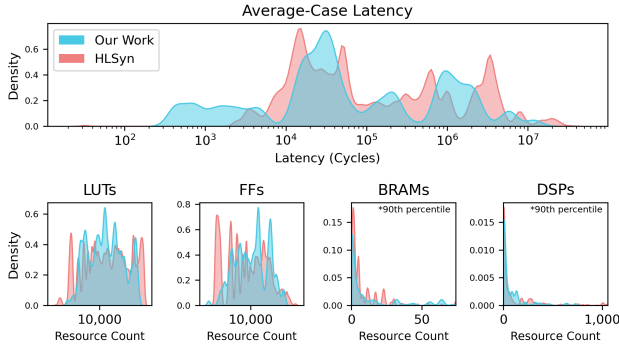 Average-Case Latency
Density
0.6
0.4
0.2
0.0
Our Work
HLSyn
10² 10³ 10⁴ 10⁵ 10⁶ 10⁷
Latency (Cycles)
LUTs
Density
0.6
0.4
0.2
0.0
10,000
Resource Count
FFs
0.8
0.6
0.4
0.2
0.0
10,000
Resource Count
BRAMs
*90th percentile
0.15
0.10
0.05
0.00
0 50
Resource Count
DSPs
*90th percentile
0.015
0.010
0.005
0.000
0 1,000
Resource Count